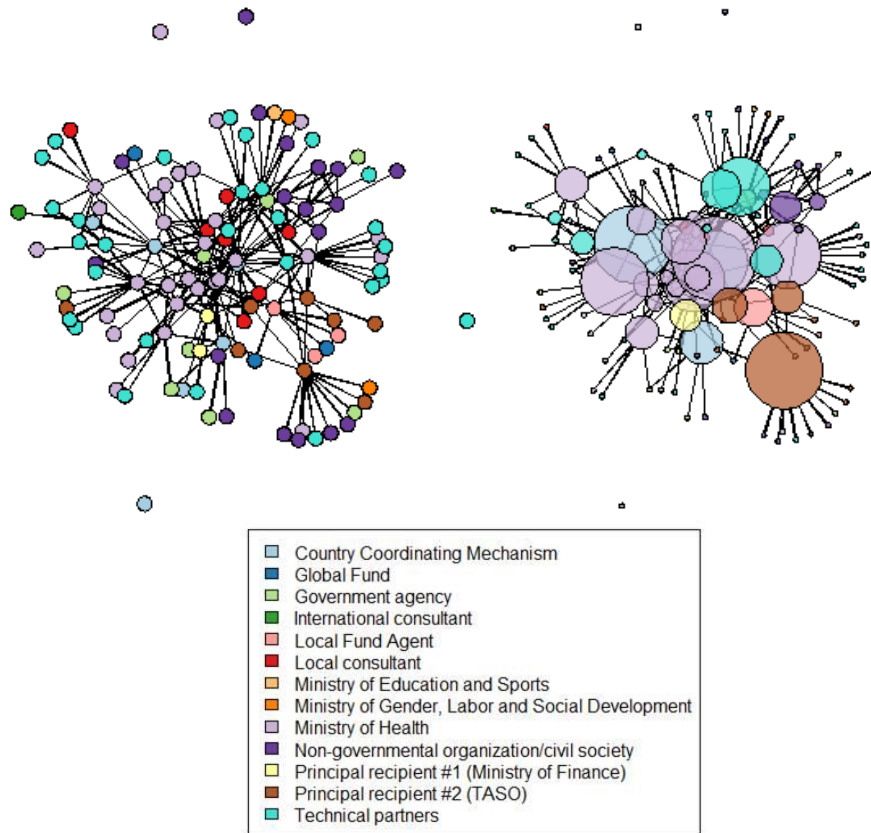 Country Coordinating Mechanism
Global Fund
Government agency
International consultant
Local Fund Agent
Local consultant
Ministry of Education and Sports
Ministry of Gender, Labor and Social Development
Ministry of Health
Non-governmental organization/civil society
Principal recipient #1 (Ministry of Finance)
Principal recipient #2 (TASO)
Technical partners